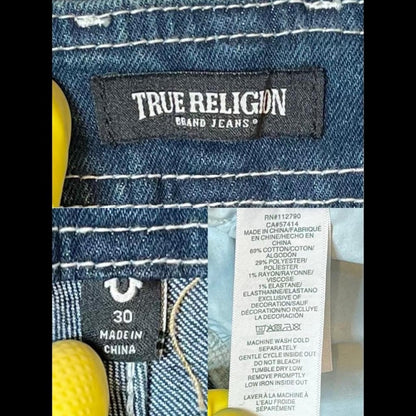 TRUE RELIGION
BRAND JEANS®
30
MADE IN
CHINA
RN#112790
CA#57414
MADE IN CHINA/FABRIQUÉ
EN CHINE/HECHO EN
CHINA
69% COTTON/COTON/
ALGODÓN
29% POLYESTER/
POLIESTER
1% RAYON/RAYONNE/
VISCOSE
1% ELASTANE/
ELASTHANNE/ELASTANO
EXCLUSIVE OF
DECORATION/SAUF
DÉCORATION/NO INCLUYE
LA DECORACIÓN
MACHINE WASH COLD
SEPARATELY
GENTLE CYCLE INSIDE OUT
DO NOT BLEACH
TUMBLE DRY LOW.
REMOVE PROMPTLY
LOW IRON INSIDE OUT
LAVER À LA MACHINE À
L'EAU FROIDE
SÉPARÉMENT